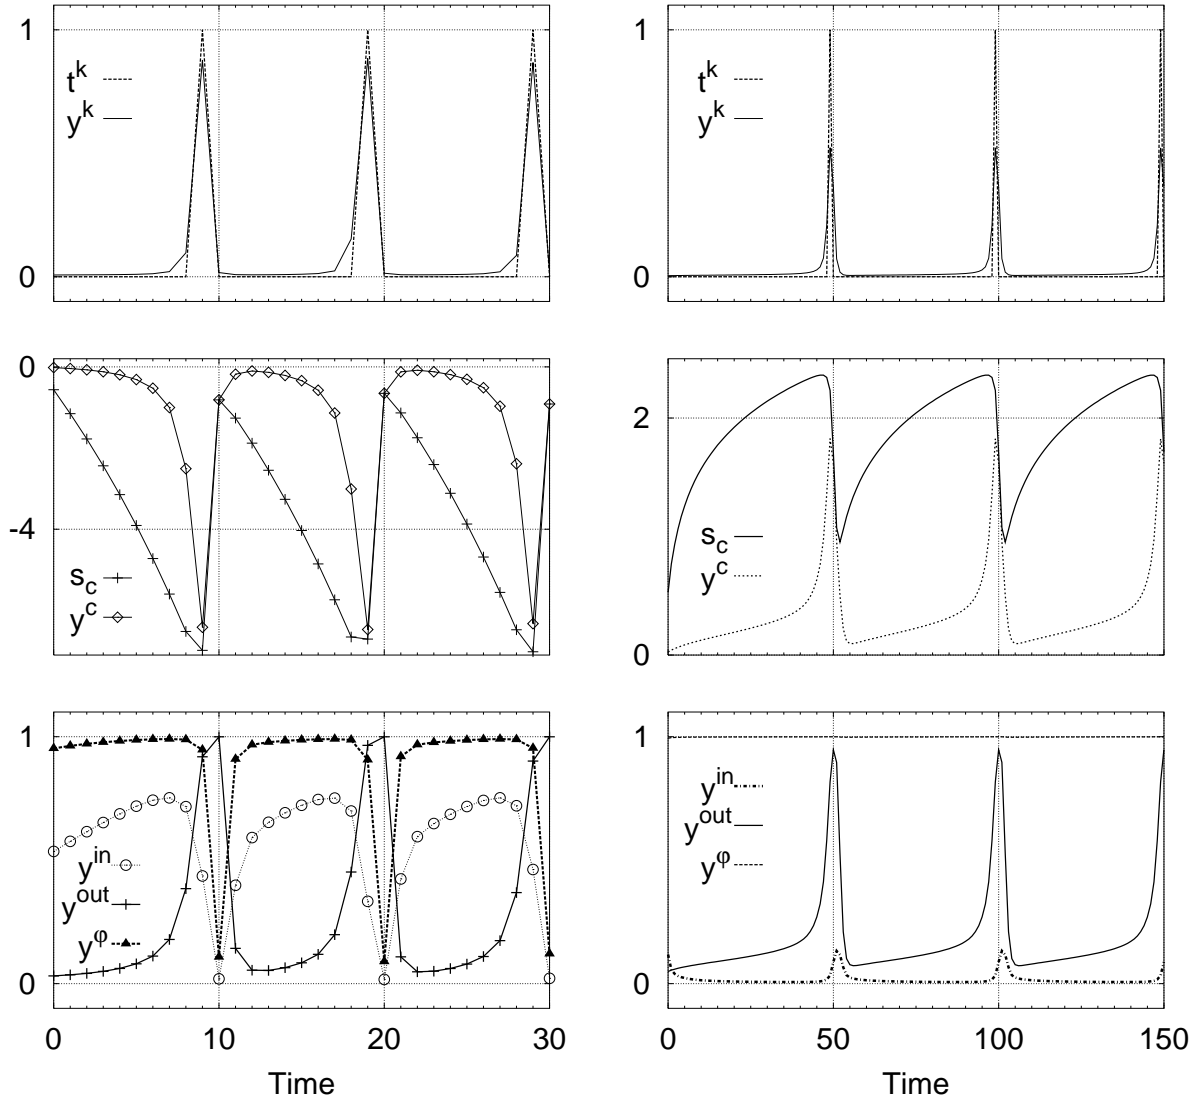 1
t^k
y^k
0
1
t^k
y^k
0
0
-4
s_c
y^c
2
s_c
y^c
0
1
y^in
y^out
y^φ
0
0 10 20 30
Time
1
y^in
y^out
y^φ
0
0 50 100 150
Time